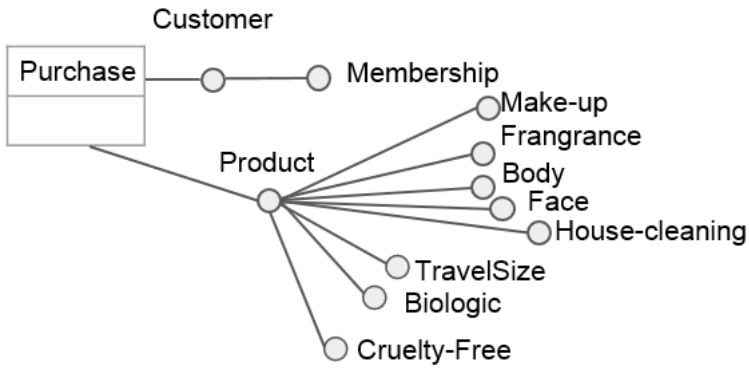 Customer
Purchase
Membership
Make-up
Frangrance
Product
Body
Face
House-cleaning
TravelSize
Biologic
Cruelty-Free